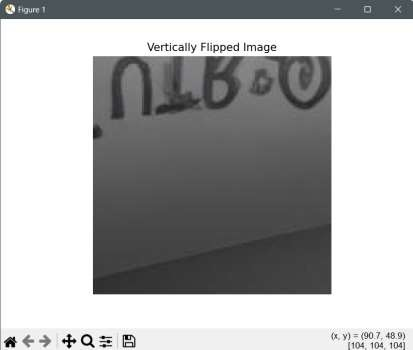 Figure 1
Vertically Flipped Image
(x, y) = (90.7, 48.9)
[104, 104, 104]